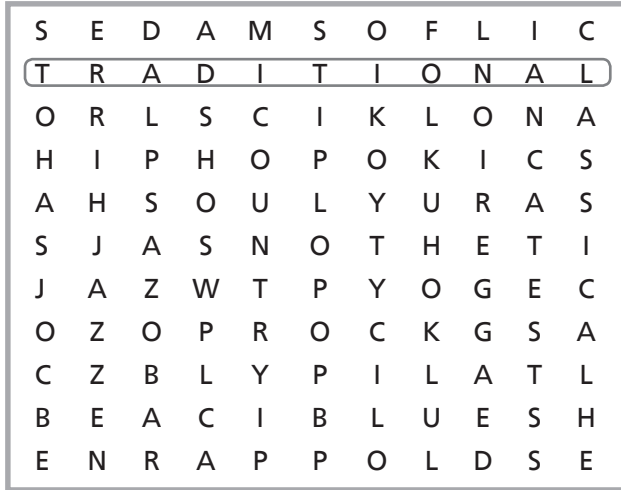 S E D A M S O F L I C
T R A D I T I O N A L
O R L S C I K L O N A
H I P H O P O K I C S
A H S O U L Y U R A S
S J A S N O T H E T I
J A Z W T P Y O G E C
O Z O P R O C K G S A
C Z B L Y P I L A T L
B E A C I B L U E S H
E N R A P P O L D S E